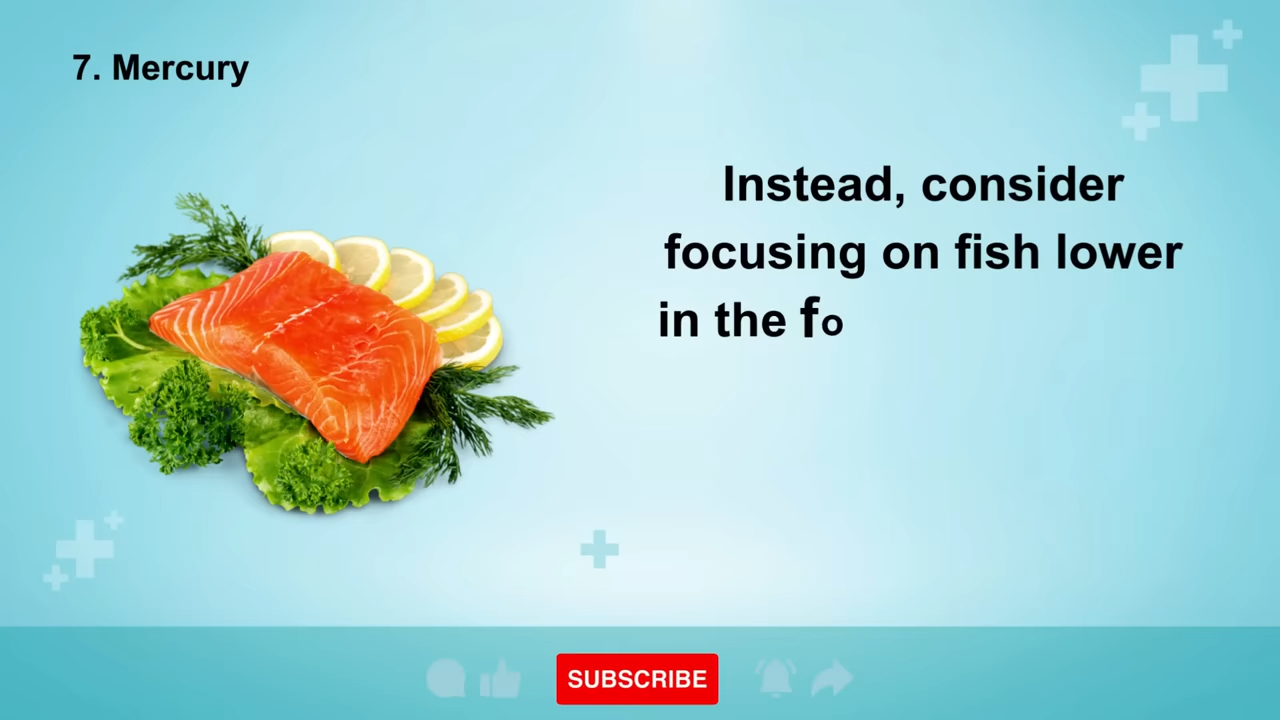 7. Mercury
Instead, consider
focusing on fish lower
in the fo
SUBSCRIBE